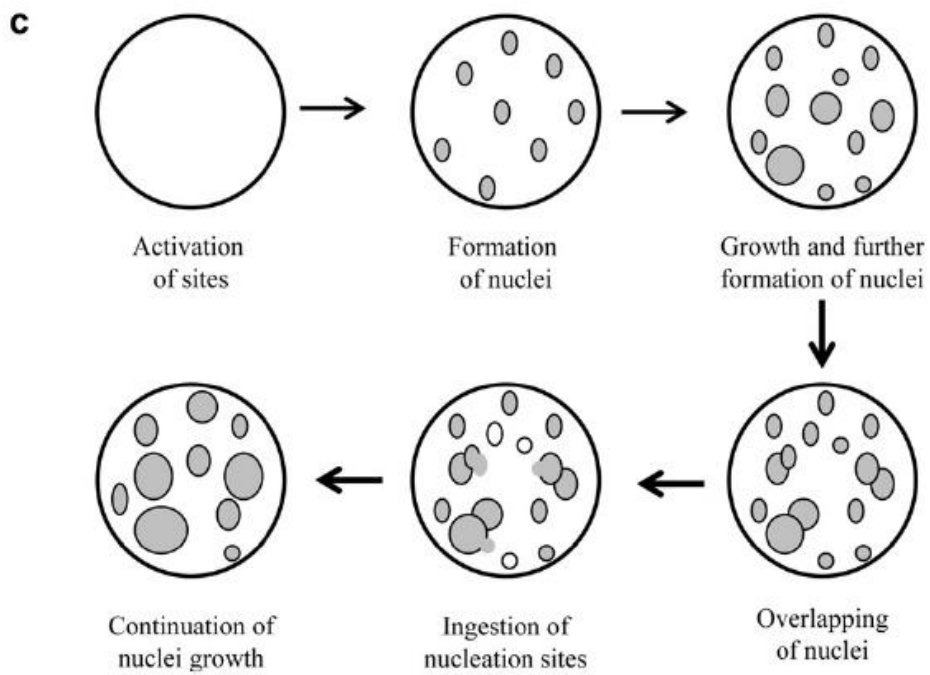 c
Activation
of sites
Formation
of nuclei
Growth and further
formation of nuclei
Continuation of
nuclei growth
Ingestion of
nucleation sites
Overlapping
of nuclei